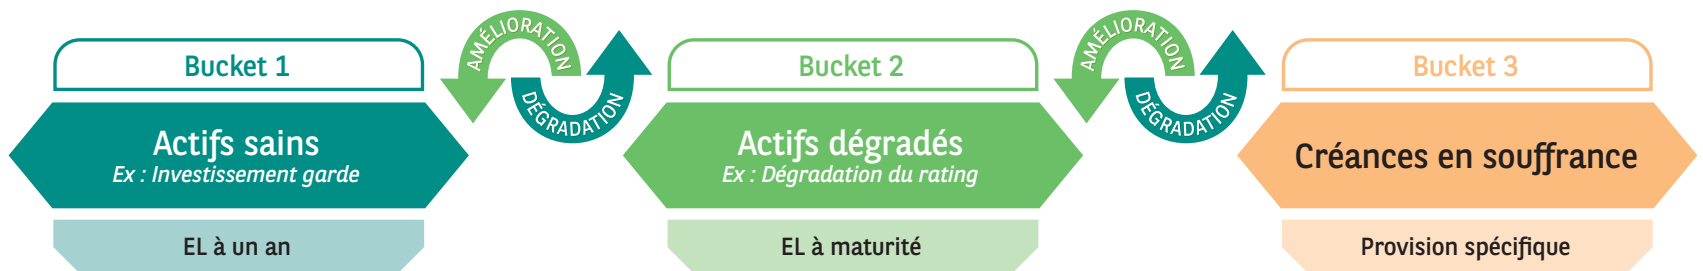 Bucket 1
AMÉLIORATION
DÉGRADATION
Bucket 2
AMÉLIORATION
DÉGRADATION
Bucket 3
Actifs sains
Ex : Investissement garde
Actifs dégradés
Ex : Dégradation du rating
Créances en souffrance
EL à un an
EL à maturité
Provision spécifique